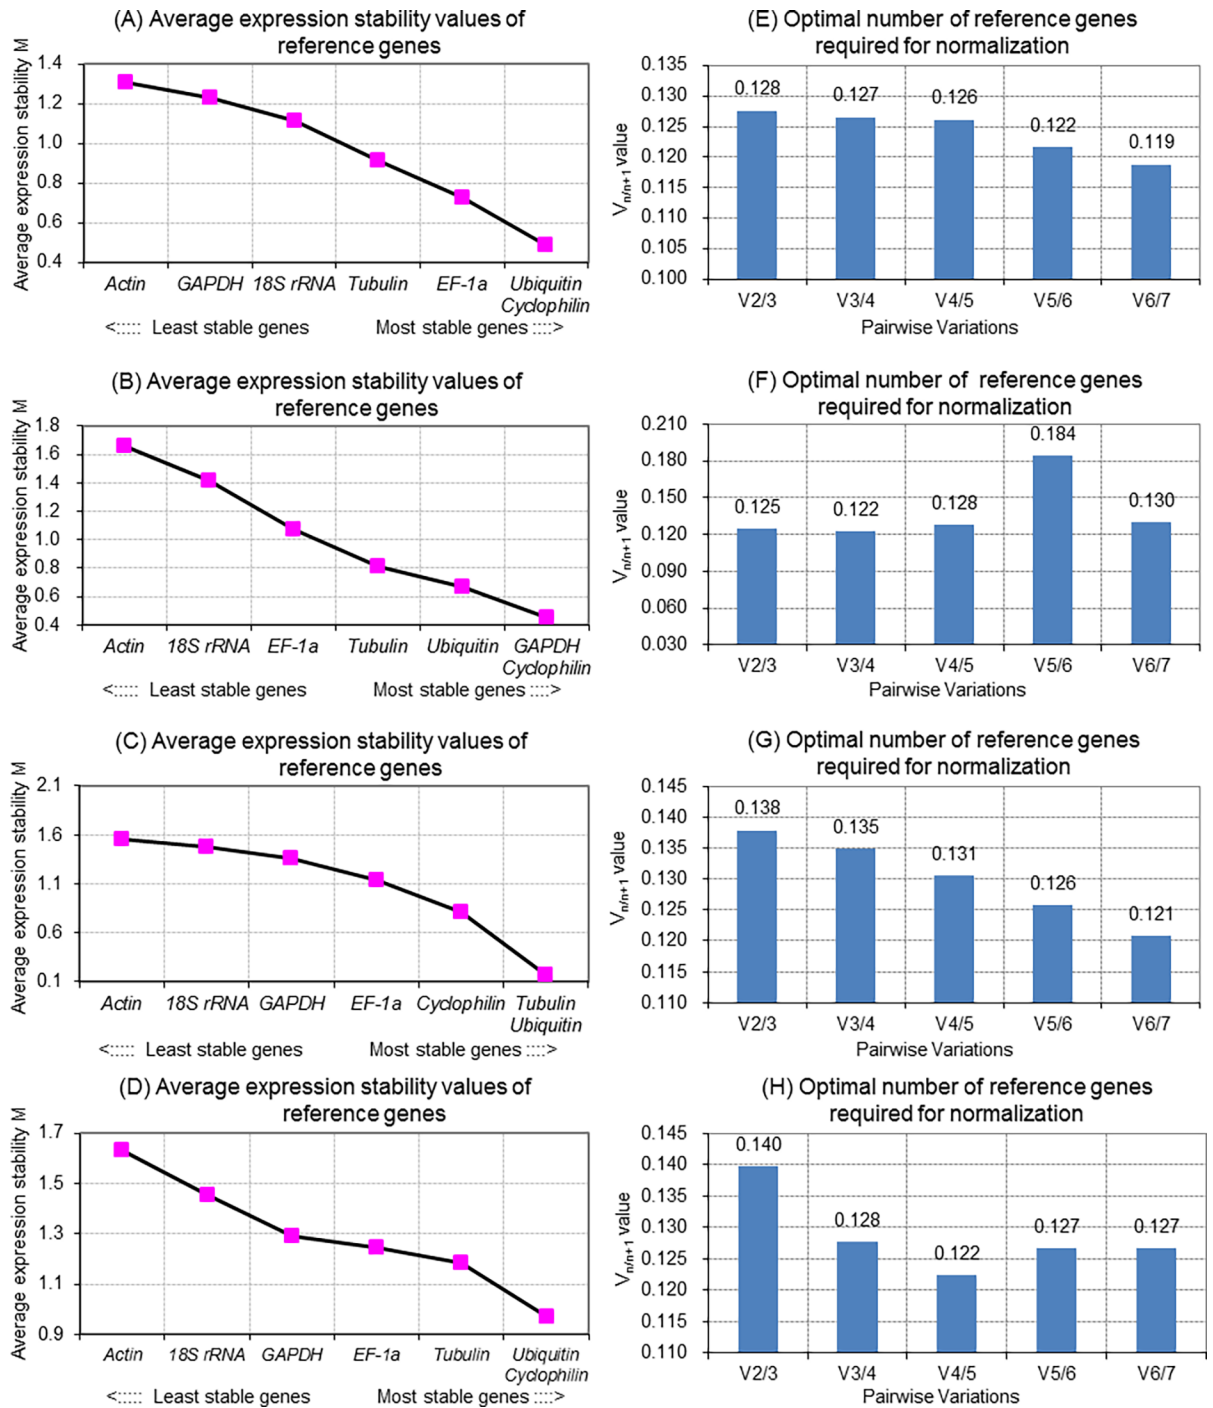 (A) Average expression stability values of
reference genes
Average expression stability M
1.4
1.2
1.0
0.8
0.6
0.4
Actin GAPDH 18S rRNA Tubulin EF-1a Ubiquitin
Cyclophilin
<::::: Least stable genes Most stable genes ::::>
(E) Optimal number of reference genes
required for normalization
Vn/n+1 value
0.135
0.130
0.125
0.120
0.115
0.110
0.105
0.100
0.128
0.127
0.126
0.122
0.119
V2/3 V3/4 V4/5 V5/6 V6/7
Pairwise Variations
(B) Average expression stability values of
reference genes
Average expression stability M
1.8
1.6
1.4
1.2
1.0
0.8
0.6
0.4
Actin 18S rRNA EF-1a Tubulin Ubiquitin GAPDH
Cyclophilin
<::::: Least stable genes Most stable genes ::::>
(F) Optimal number of reference genes
required for normalization
Vn/n+1 value
0.210
0.180
0.150
0.120
0.090
0.060
0.030
0.125
0.122
0.128
0.184
0.130
V2/3 V3/4 V4/5 V5/6 V6/7
Pairwise Variations
(C) Average expression stability values of
reference genes
Average expression stability M
2.1
1.6
1.1
0.6
0.1
Actin 18S rRNA GAPDH EF-1a Cyclophilin Tubulin
Ubiquitin
<::::: Least stable genes Most stable genes ::::>
(G) Optimal number of reference genes
required for normalization
Vn/n+1 value
0.145
0.140
0.135
0.130
0.125
0.120
0.115
0.110
0.138
0.135
0.131
0.126
0.121
V2/3 V3/4 V4/5 V5/6 V6/7
Pairwise Variations
(D) Average expression stability values of
reference genes
Average expression stability M
1.7
1.5
1.3
1.1
0.9
Actin 18S rRNA GAPDH EF-1a Tubulin Ubiquitin
Cyclophilin
<::::: Least stable genes Most stable genes ::::>
(H) Optimal number of reference genes
required for normalization
Vn/n+1 value
0.145
0.140
0.135
0.130
0.125
0.120
0.115
0.110
0.140
0.128
0.122
0.127
0.127
V2/3 V3/4 V4/5 V5/6 V6/7
Pairwise Variations